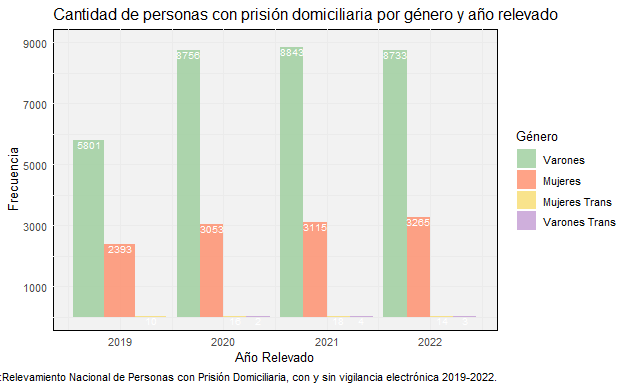 Cantidad de personas con prisión domiciliaria por género y año relevado
Frecuencia
9000
7000
5000
3000
1000
5801
2393
8756
3053
8843
3115
8733
3265
2019
2020
2021
2022
Año Relevado
Género
Varones
Mujeres
Mujeres Trans
Varones Trans
:Relevamiento Nacional de Personas con Prisión Domiciliaria, con y sin vigilancia electrónica 2019-2022.